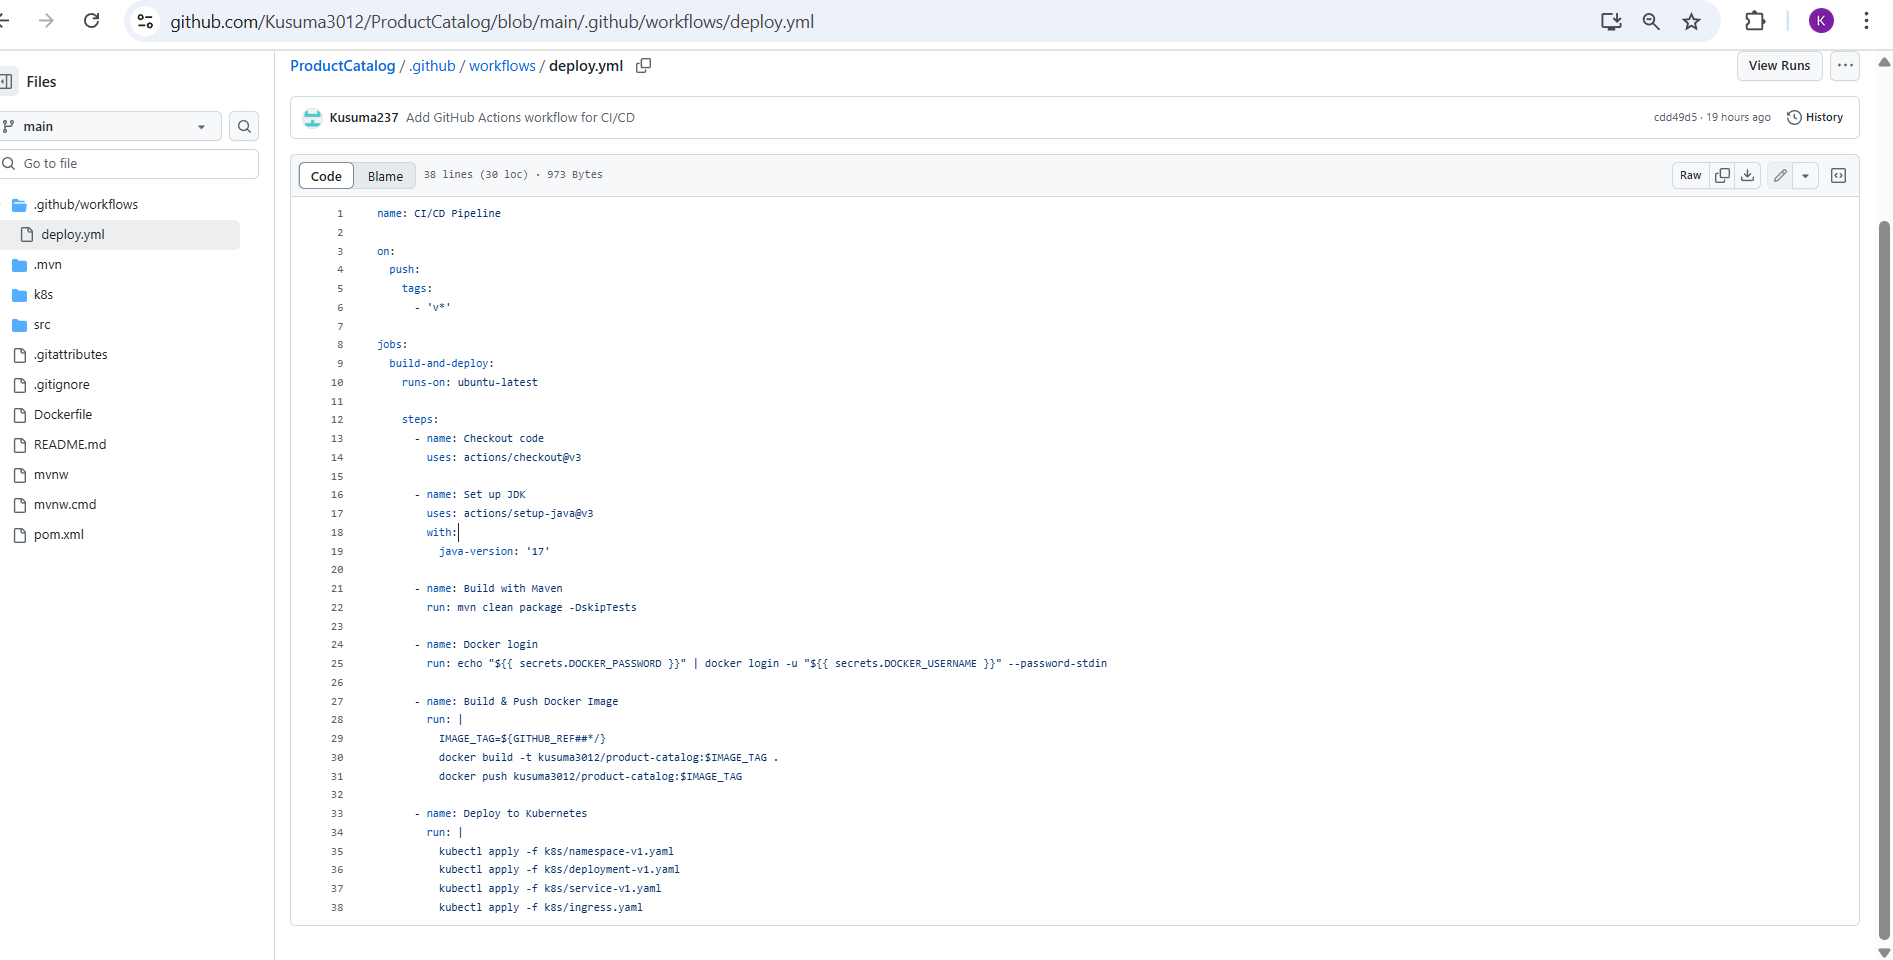 github.com/Kusuma3012/ProductCatalog/blob/main/.github/workflows/deploy.yml
K
Files
main
Go to file
.github/workflows
deploy.yml
.mvn
k8s
src
.gitattributes
.gitignore
Dockerfile
README.md
mvnw
mvnw.cmd
pom.xml
ProductCatalog / .github / workflows / deploy.yml
View Runs
Kusuma237 Add GitHub Actions workflow for CI/CD
cdd49d5 · 19 hours ago History
Code Blame 38 lines (30 loc) · 973 Bytes
Raw
1 name: CI/CD Pipeline
2
3 on:
4 push:
5 tags:
6 - 'v*'
7
8 jobs:
9 build-and-deploy:
10 runs-on: ubuntu-latest
11
12 steps:
13 - name: Checkout code
14 uses: actions/checkout@v3
15
16 - name: Set up JDK
17 uses: actions/setup-java@v3
18 with:
19 java-version: '17'
20
21 - name: Build with Maven
22 run: mvn clean package -DskipTests
23
24 - name: Docker login
25 run: echo "${{ secrets.DOCKER_PASSWORD }}" | docker login -u "${{ secrets.DOCKER_USERNAME }}" --password-stdin
26
27 - name: Build & Push Docker Image
28 run: |
29 IMAGE_TAG=${GITHUB_REF##*/}
30 docker build -t kusuma3012/product-catalog:$IMAGE_TAG .
31 docker push kusuma3012/product-catalog:$IMAGE_TAG
32
33 - name: Deploy to Kubernetes
34 run: |
35 kubectl apply -f k8s/namespace-v1.yaml
36 kubectl apply -f k8s/deployment-v1.yaml
37 kubectl apply -f k8s/service-v1.yaml
38 kubectl apply -f k8s/ingress.yaml